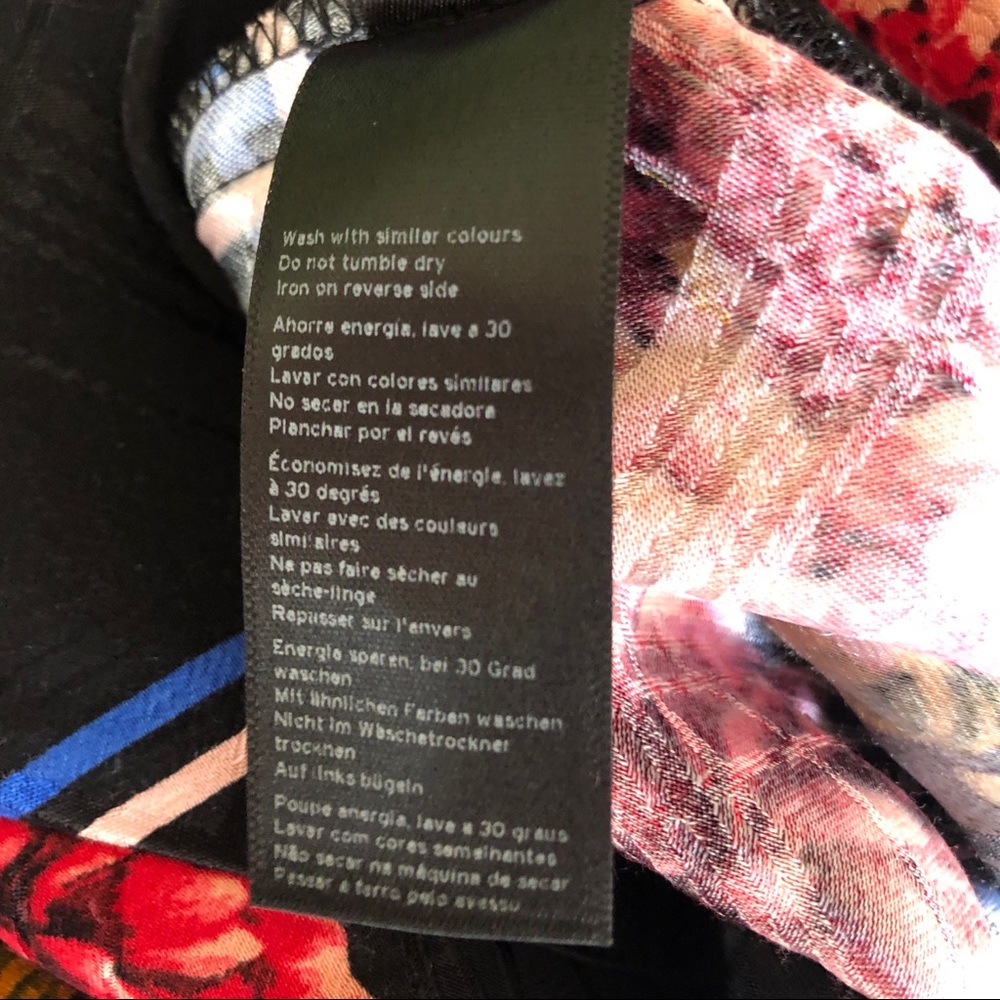 Wash with similar colours
Do not tumble dry
Iron on reverse side
Ahorre energía, lave a 30
grados
Lavar con colores similares
No secar en la secadora
Planchar por el revés
Économisez de l'énergie, lavez
à 30 degrés
Laver avec des couleurs
similaires
Ne pas faire sécher au
sèche-linge
Repasser sur l'envers
Energie sparen, bei 30 Grad
waschen
Mit ähnlichen Farben waschen
Nicht im Wäschetrockner
trocknen
Auf links bügeln
Poupe energia, lave a 30 graus
Lavar com cores semelhantes
Não secar na máquina de secar
Passar a ferro pelo avesso